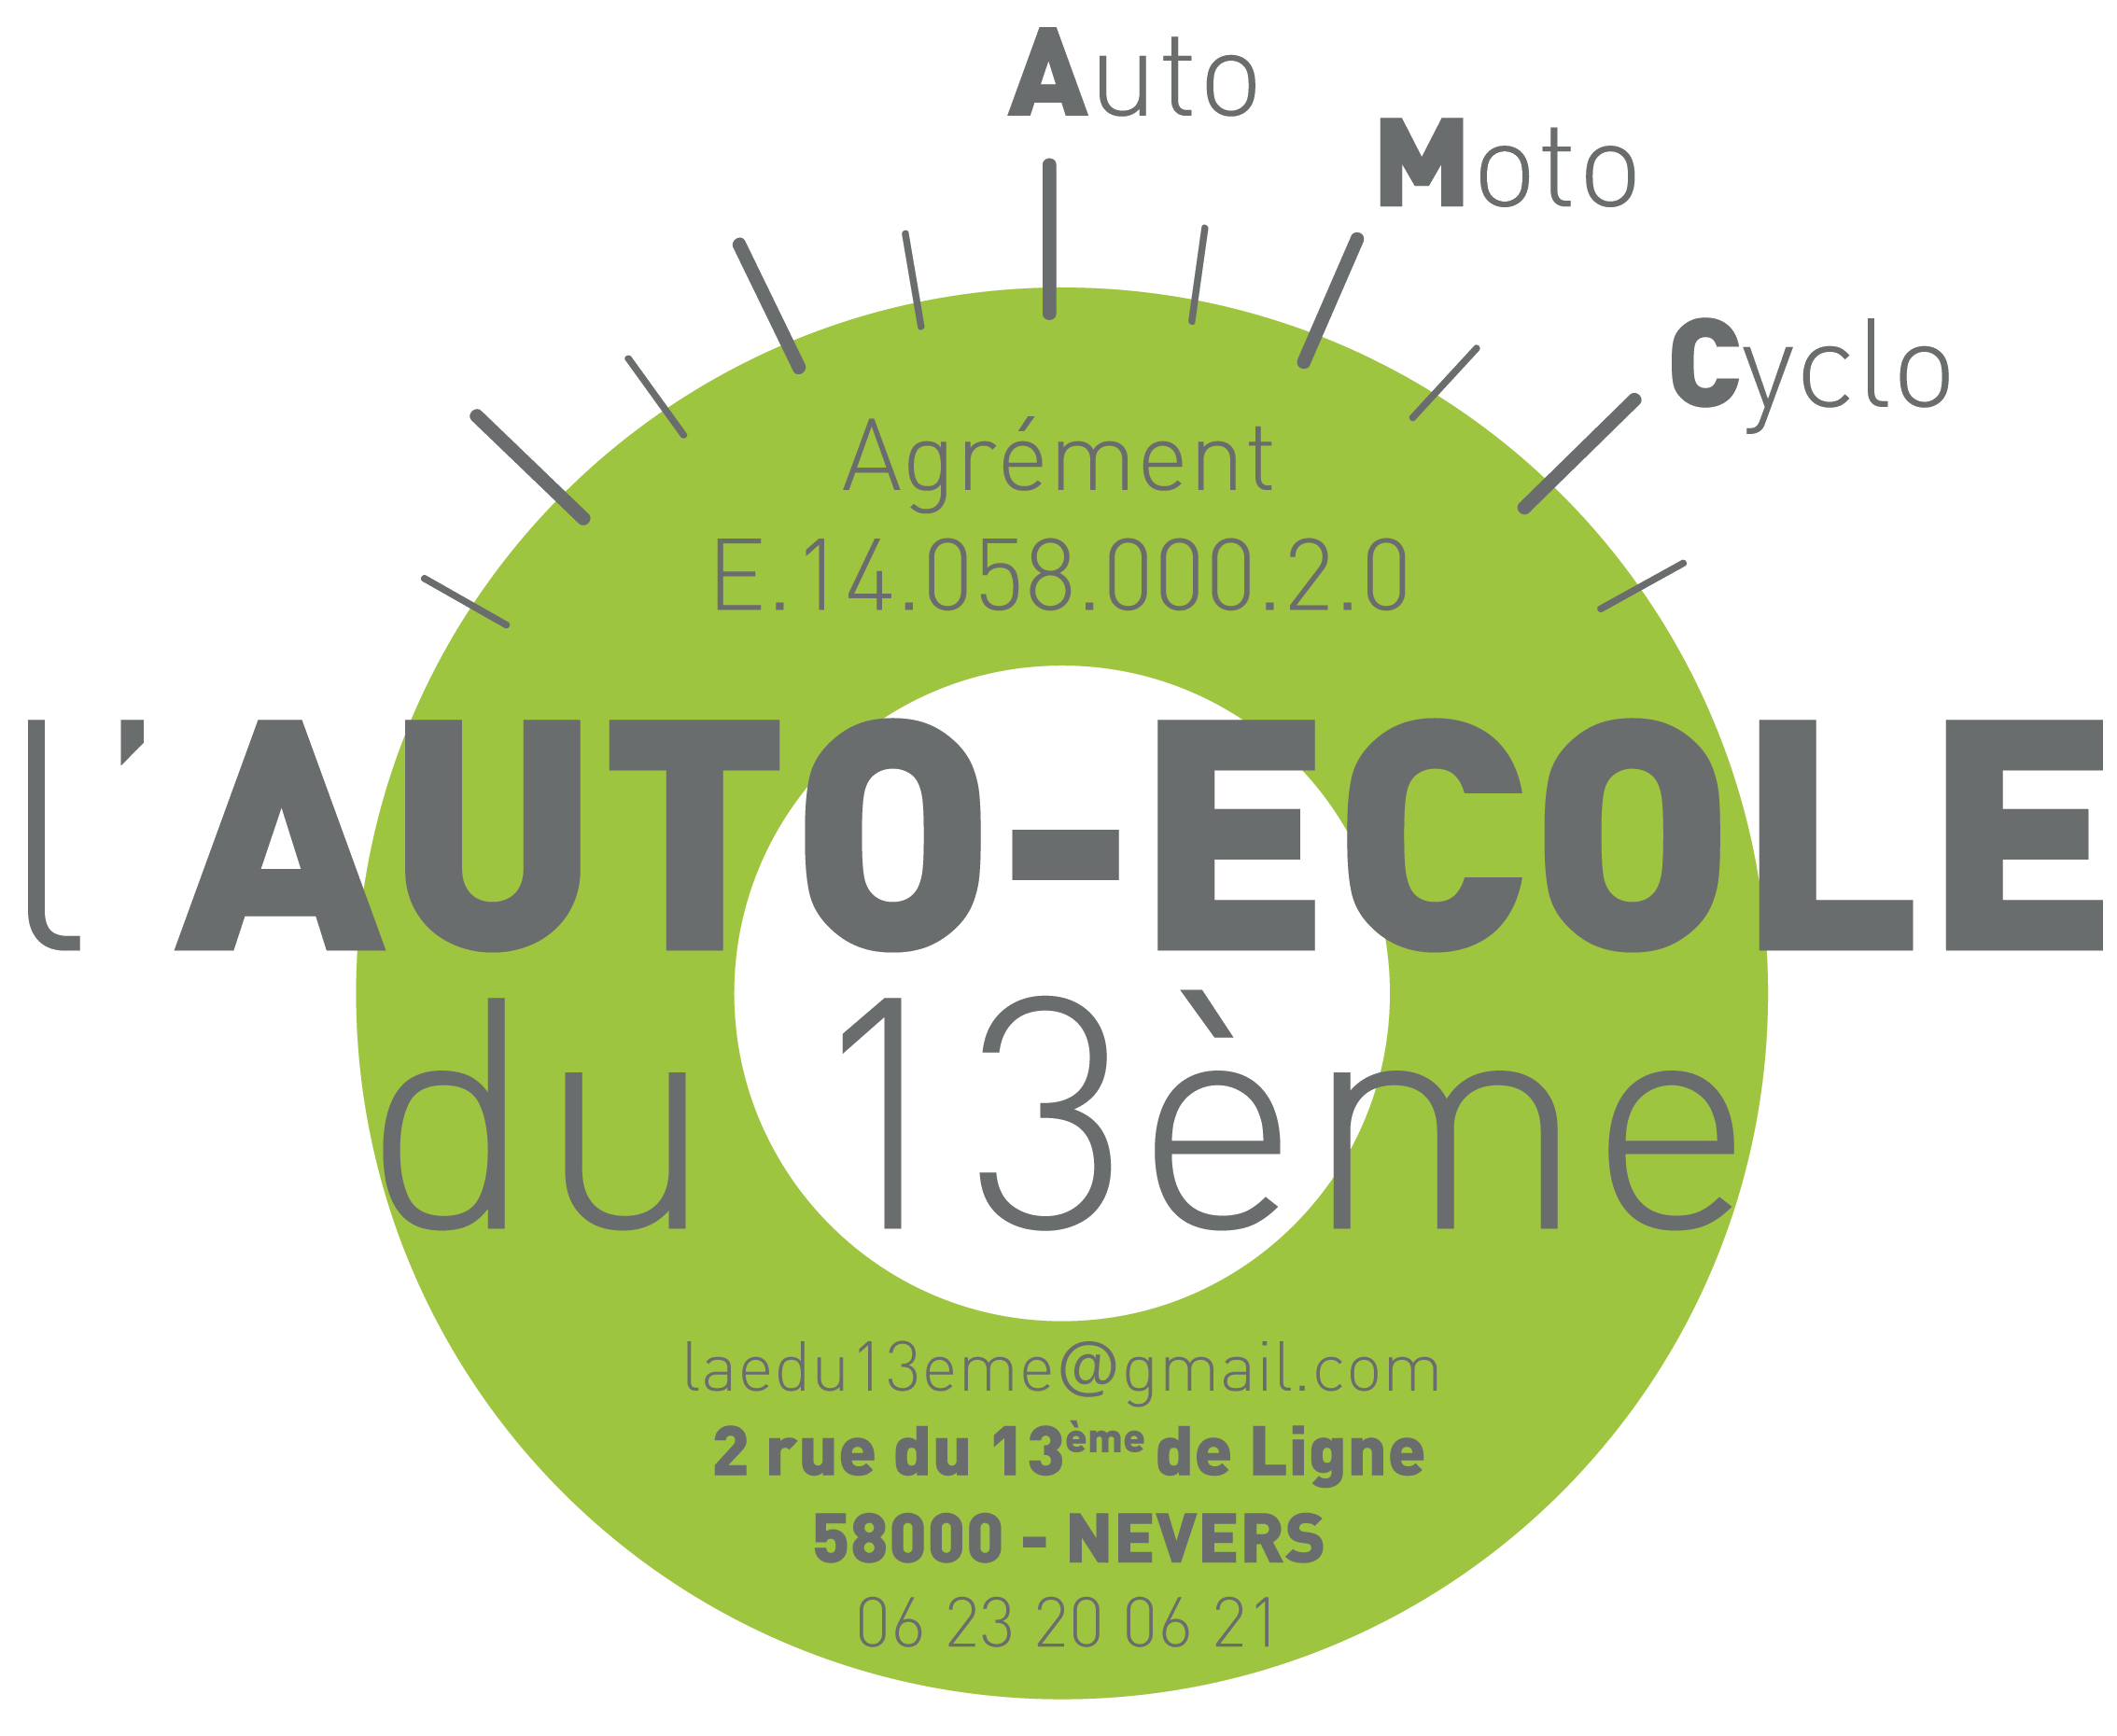 Auto
Moto
Cyclo
Agrément
E.14.058.000.2.0
l'AUTO-ECOLE
du 13ème
laedu13eme@gmail.com
2 rue du 13ème de Ligne
58000 - NEVERS
06 23 20 06 21